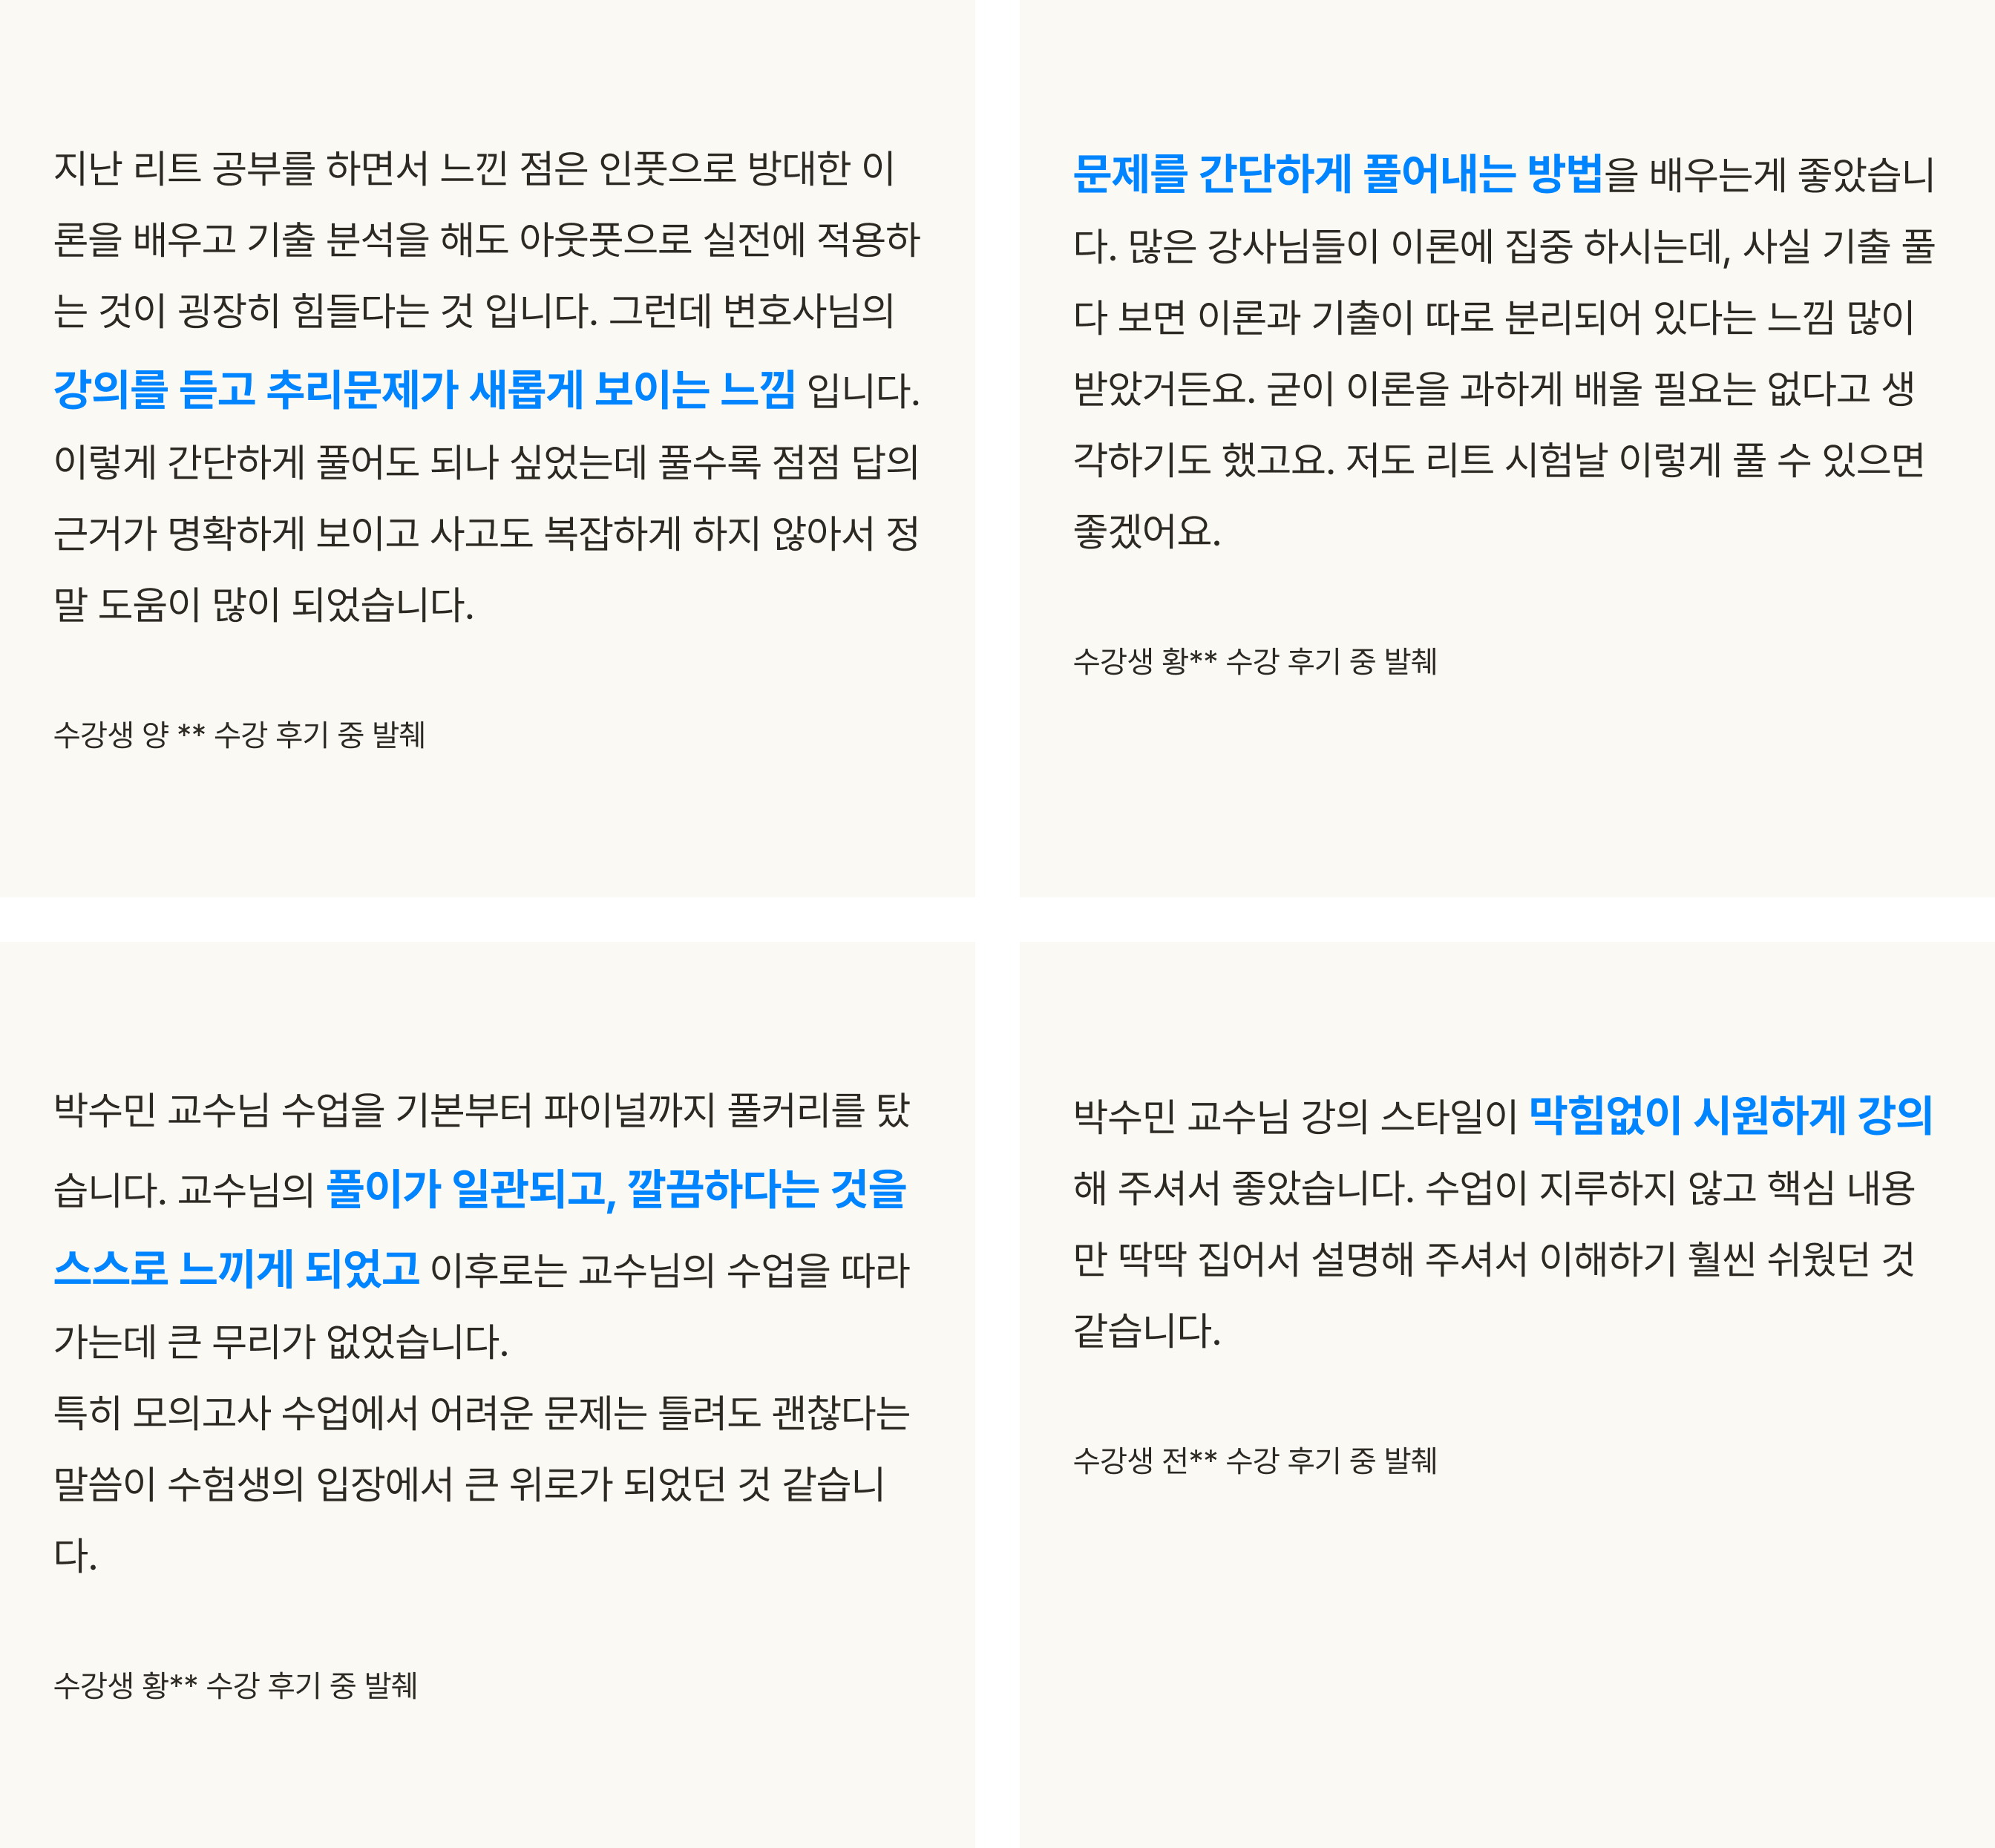 지난 리트 공부를 하면서 느낀 점은 인풋으로 방대한 이
론을 배우고 기출 분석을 해도 아웃풋으로 실전에 적용하
는 것이 굉장히 힘들다는 것 입니다. 그런데 변호사님의
강의를 듣고 추리문제가 새롭게 보이는 느낌 입니다.
이렇게 간단하게 풀어도 되나 싶었는데 풀수록 점점 답의
근거가 명확하게 보이고 사고도 복잡하게 하지 않아서 정
말 도움이 많이 되었습니다.
수강생 양 ** 수강 후기 중 발췌
문제를 간단하게 풀어내는 방법을 배우는게 좋았습니
다. 많은 강사님들이 이론에 집중 하시는데, 사실 기출 풀
다 보면 이론과 기출이 따로 분리되어 있다는 느낌 많이
받았거든요. 굳이 이론을 과하게 배울 필요는 없다고 생
각하기도 했고요. 저도 리트 시험날 이렇게 풀 수 있으면
좋겠어요.
수강생 황** 수강 후기 중 발췌
박수민 교수님 수업을 기본부터 파이널까지 풀커리를 탔
습니다. 교수님의 풀이가 일관되고, 깔끔하다는 것을
스스로 느끼게 되었고 이후로는 교수님의 수업을 따라
가는데 큰 무리가 없었습니다.
특히 모의고사 수업에서 어려운 문제는 틀려도 괜찮다는
말씀이 수험생의 입장에서 큰 위로가 되었던 것 같습니
다.
수강생 황** 수강 후기 중 발췌
박수민 교수님 강의 스타일이 막힘없이 시원하게 강의
해 주셔서 좋았습니다. 수업이 지루하지 않고 핵심 내용
만 딱딱 집어서 설명해 주셔서 이해하기 훨씬 쉬웠던 것
같습니다.
수강생 전** 수강 후기 중 발췌